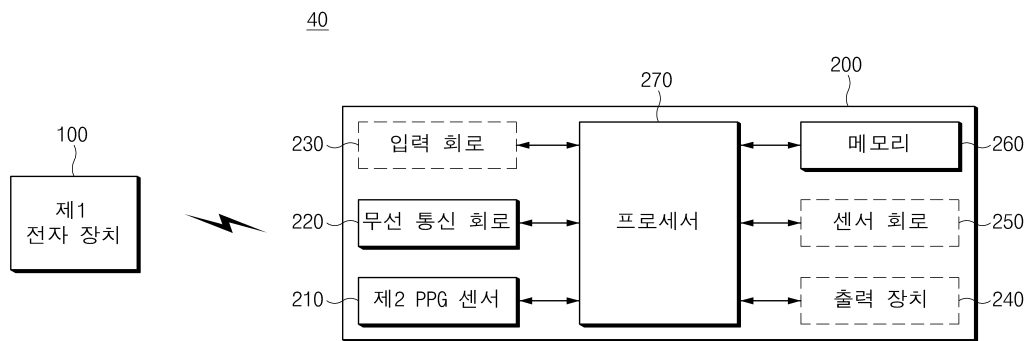 40
200
270
100
230
입력 회로
메모리
260
제1
전자 장치
220
무선 통신 회로
프로세서
센서 회로
250
210
제2 PPG 센서
출력 장치
240